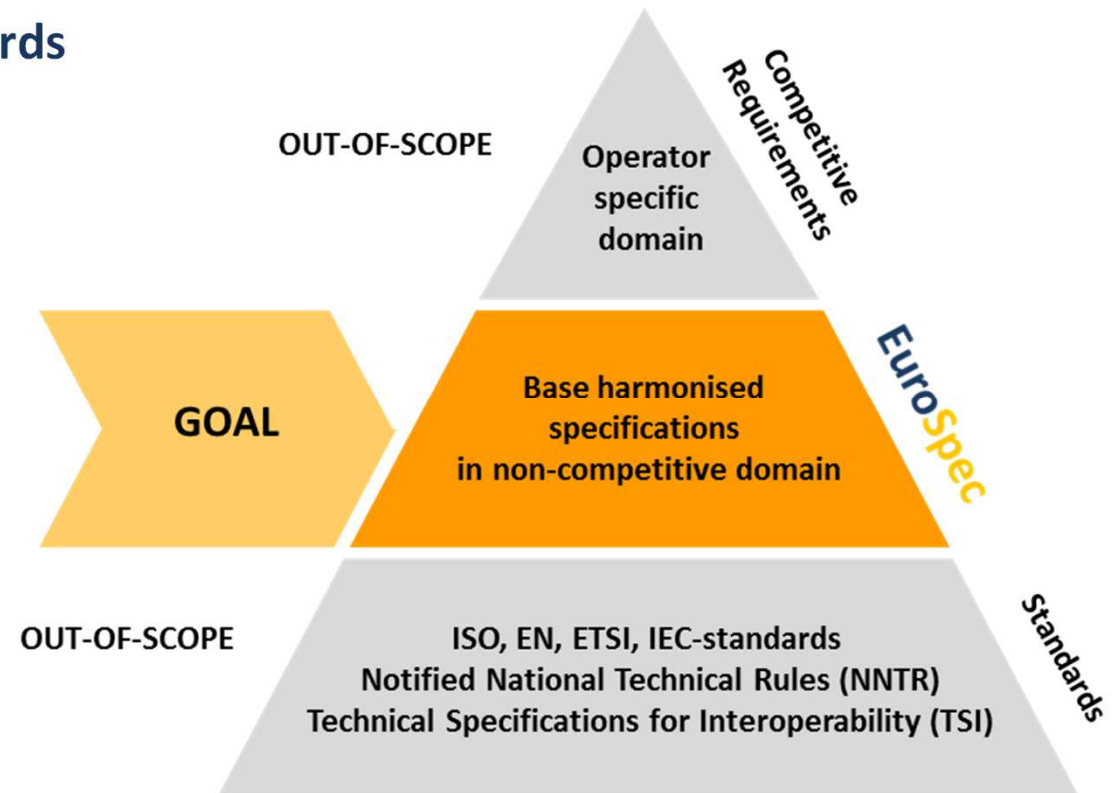 rds
OUT-OF-SCOPE
Operator
specific
domain
Competitive
Requirements
GOAL
Base harmonised
specifications
in non-competitive domain
EuroSpec
OUT-OF-SCOPE
ISO, EN, ETSI, IEC-standards
Notified National Technical Rules (NNTR)
Technical Specifications for Interoperability (TSI)
Standards